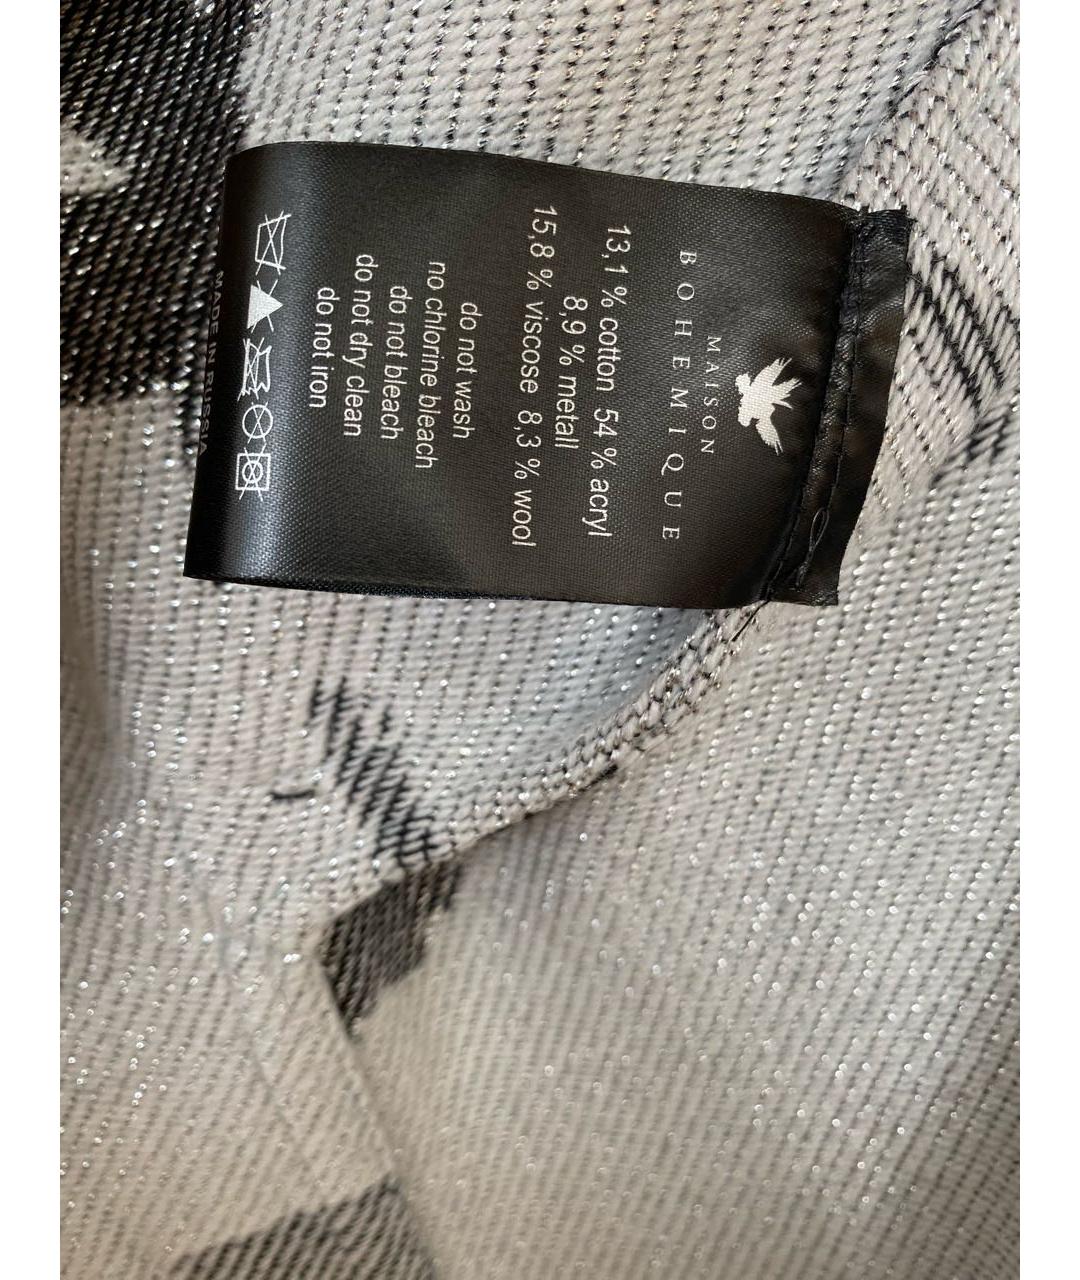 MAISON
BOHEMIQUE
13,1 % cotton 54 % acryl
8,9 % metall
15,8 % viscose 8,3 % wool
do not wash
no chlorine bleach
do not bleach
do not dry clean
do not iron
MADE IN RUSSIA